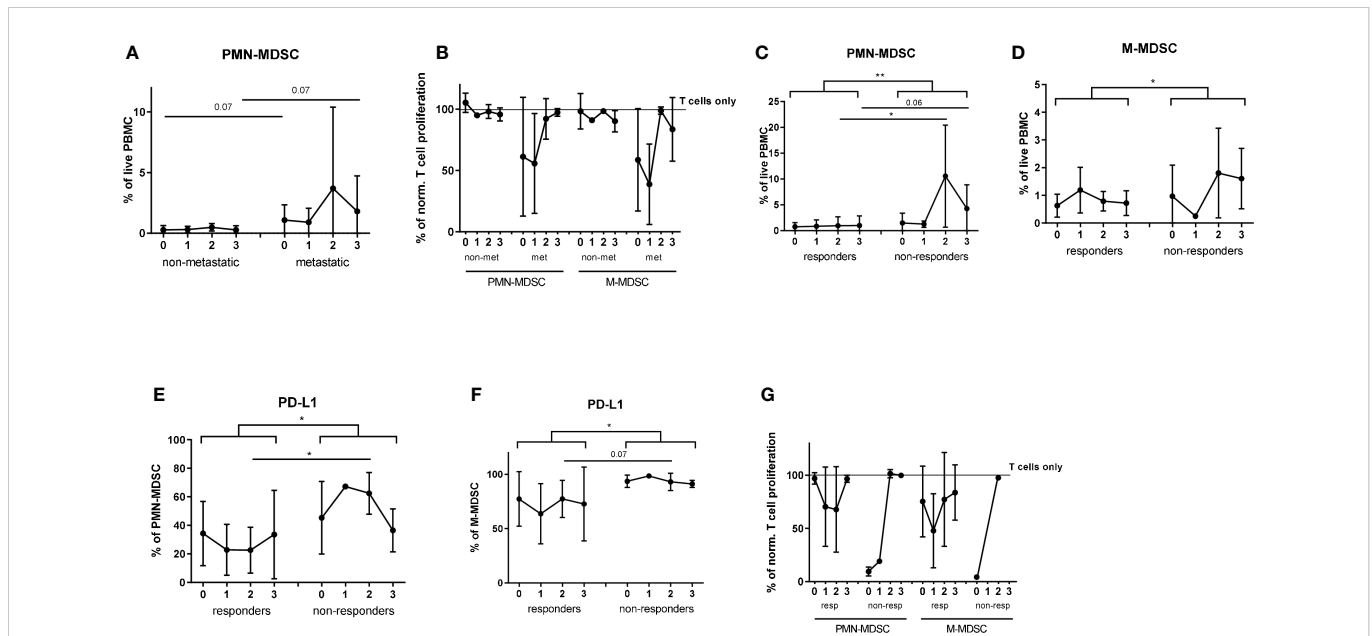 A
PMN-MDSC
% of live PBMC
10
5
0
0.07
0.07
0 1 2 3 0 1 2 3
non-metastatic metastatic
B
% of norm. T cell proliferation
100
50
0
T cells only
0 1 2 3 0 1 2 3 0 1 2 3 0 1 2 3
non-met met non-met met
PMN-MDSC M-MDSC
C
PMN-MDSC
% of live PBMC
25
20
15
10
5
0
**
0.06
*
0 1 2 3 0 1 2 3
responders non-responders
D
M-MDSC
% of live PBMC
5
4
3
2
1
0
*
0 1 2 3 0 1 2 3
responders non-responders
E
PD-L1
% of PMN-MDSC
100
80
60
40
20
0
*
*
0 1 2 3 0 1 2 3
responders non-responders
F
PD-L1
% of M-MDSC
100
50
0
*
0.07
0 1 2 3 0 1 2 3
responders non-responders
G
% of norm. T cell proliferation
100
50
0
T cells only
0 1 2 3 0 1 2 3 0 1 2 3 0 1 2 3
resp non-resp resp non-resp
PMN-MDSC M-MDSC